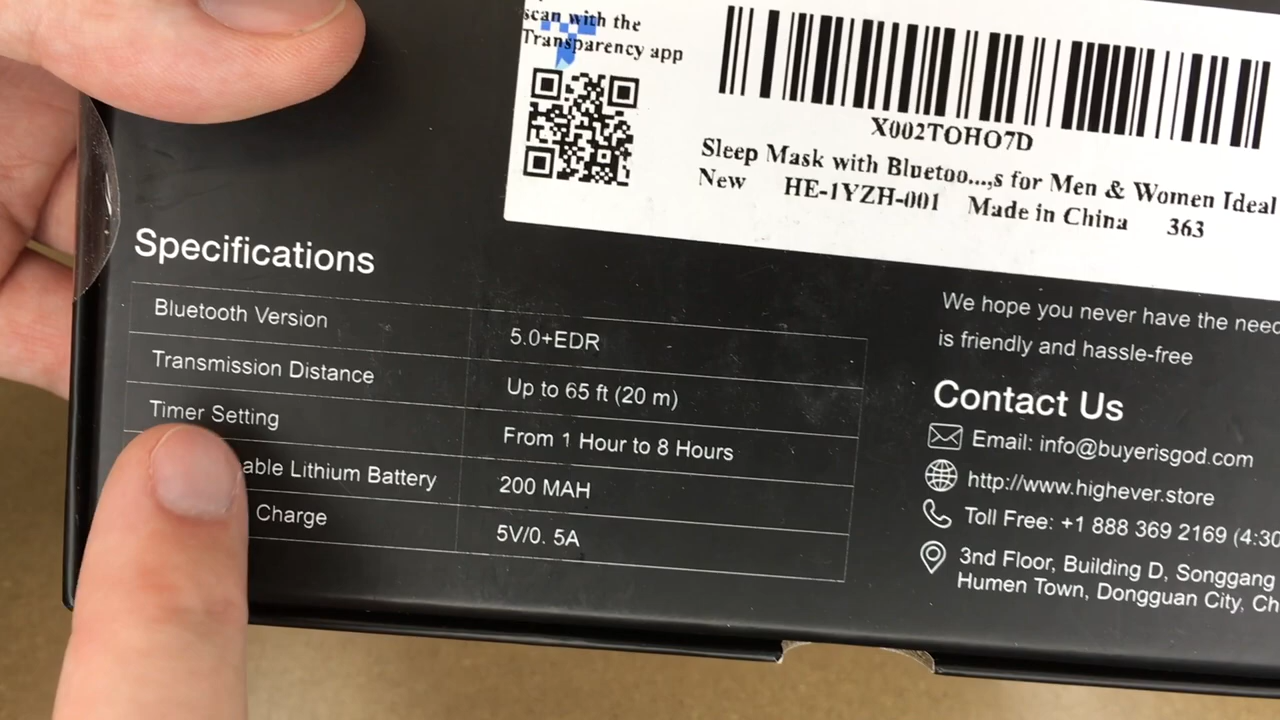 scan with the
Transparency app
X002TOHO7D
Sleep Mask with Bluetoo...,s for Men & Women Ideal
New HE-1YZH-001 Made in China 363
Specifications
Bluetooth Version 5.0+EDR
Transmission Distance Up to 65 ft (20 m)
Timer Setting From 1 Hour to 8 Hours
able Lithium Battery 200 MAH
Charge 5V/0. 5A
We hope you never have the need
is friendly and hassle-free
Contact Us
Email: info@buyerisgod.com
http://www.highever.store
Toll Free: +1 888 369 2169 (4:30
3nd Floor, Building D, Songgang
Humen Town, Dongguan City, Ch